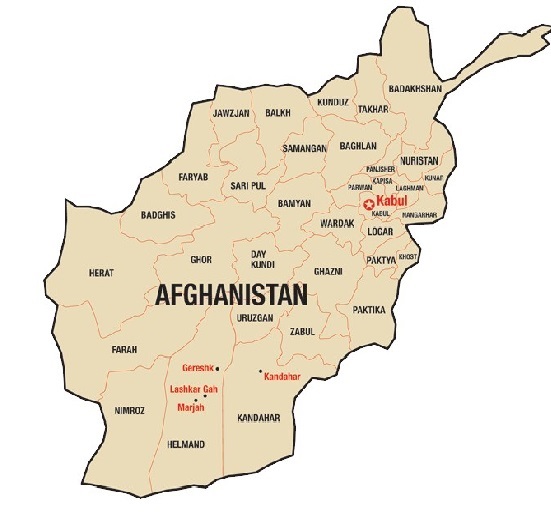 BADAKHSHAN
KUNDUZ
TAKHAR
JAWZJAN
BALKH
SAMANGAN
BAGHLAN
NURISTAN
PANJSHER
FARYAB
SARI PUL
KAPISA
KUNAR
PARWAN
LAGHMAN
BAMYAN
Kabul
BADGHIS
KABUL
NANGARHAR
WARDAK
LOGAR
GHOR
DAY
KUNDI
PAKTYA
KHOST
HERAT
GHAZNI
AFGHANISTAN
PAKTIKA
URUZGAN
ZABUL
FARAH
Gereshk
Kandahar
Lashkar Gah
Marjah
NIMROZ
KANDAHAR
HELMAND